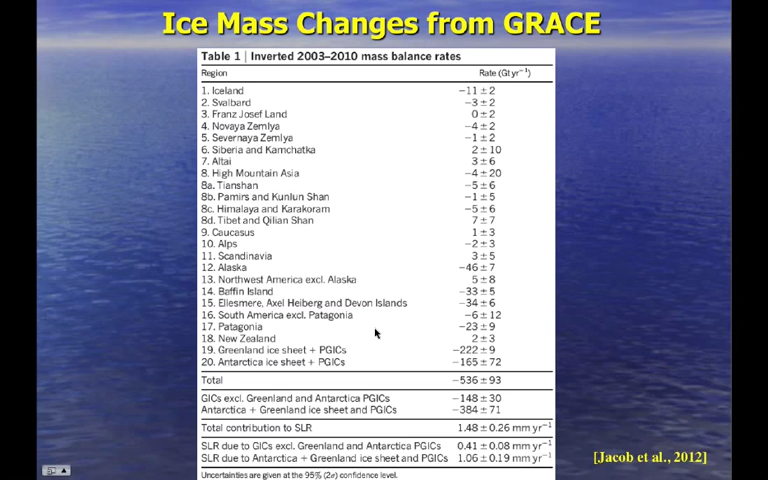 Ice Mass Changes from GRACE
Table 1 | Inverted 2003–2010 mass balance rates
Region Rate (Gt yr⁻¹)
1. Iceland −11 ± 2
2. Svalbard −3 ± 2
3. Franz Josef Land 0 ± 2
4. Novaya Zemlya −4 ± 2
5. Severnaya Zemlya −1 ± 2
6. Siberia and Kamchatka 2 ± 10
7. Altai 3 ± 6
8. High Mountain Asia −4 ± 20
8a. Tianshan −5 ± 6
8b. Pamirs and Kunlun Shan −1 ± 5
8c. Himalaya and Karakoram −5 ± 6
8d. Tibet and Qilian Shan 7 ± 7
9. Caucasus 1 ± 3
10. Alps −2 ± 3
11. Scandinavia 3 ± 5
12. Alaska −46 ± 7
13. Northwest America excl. Alaska 5 ± 8
14. Baffin Island −33 ± 5
15. Ellesmere, Axel Heiberg and Devon Islands −34 ± 6
16. South America excl. Patagonia −6 ± 12
17. Patagonia −23 ± 9
18. New Zealand 2 ± 3
19. Greenland ice sheet + PGICs −222 ± 9
20. Antarctica ice sheet + PGICs −165 ± 72
Total −536 ± 93
GICs excl. Greenland and Antarctica PGICs −148 ± 30
Antarctica + Greenland ice sheet and PGICs −384 ± 71
Total contribution to SLR 1.48 ± 0.26 mm yr⁻¹
SLR due to GICs excl. Greenland and Antarctica PGICs 0.41 ± 0.08 mm yr⁻¹
SLR due to Antarctica + Greenland ice sheet and PGICs 1.06 ± 0.19 mm yr⁻¹
Uncertainties are given at the 95% (2σ) confidence level.
[Jacob et al., 2012]